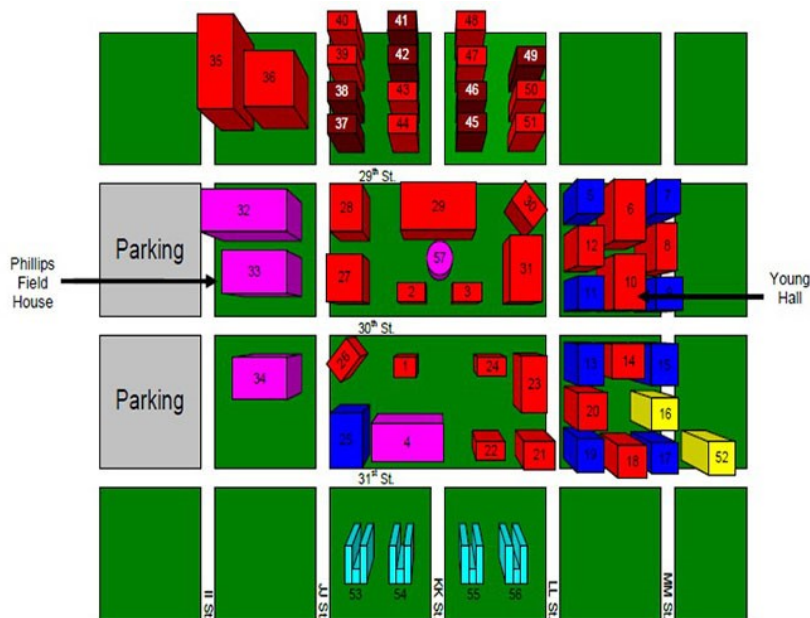 40 41 48
35 36 39 42 47 49
38 43 46 50
37 44 45 51
29th St.
Parking
32 28 29 30 5 6 7
57 12 8
Phillips
Field
House
33 27 2 3 31 11 10 9
Young
Hall
30th St.
Parking
34 26 1 24 23 13 14 15
25 4 22 21 20 16
19 18 17 52
31st St.
53 54 55 56
II St.
JJ St.
KK St.
LL St.
MM St.